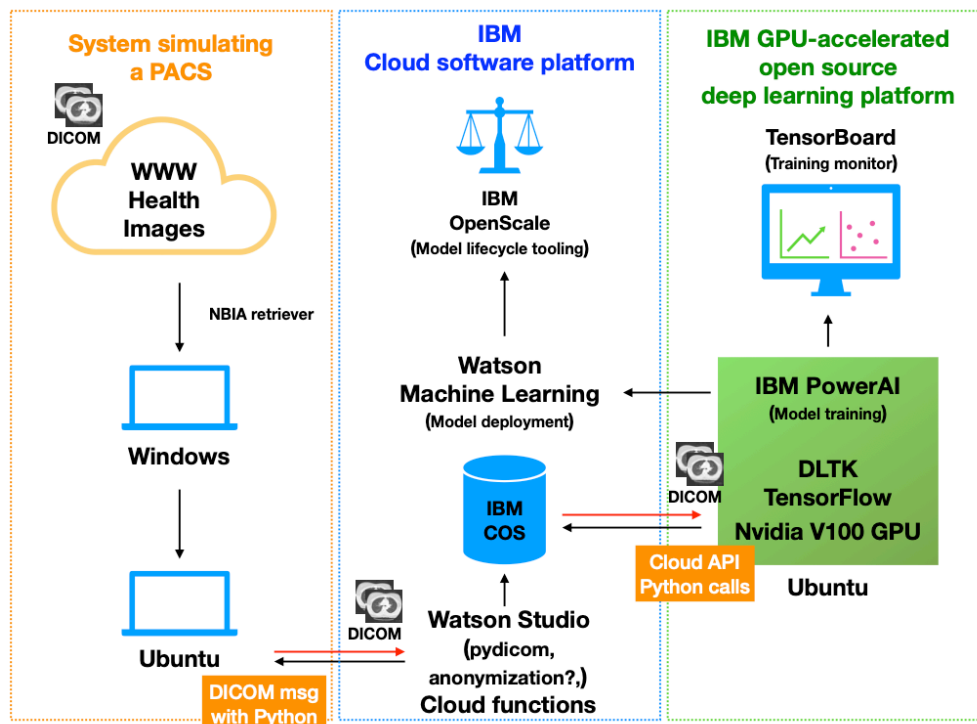 System simulating
a PACS
DICOM
WWW
Health
Images
NBIA retriever
Windows
Ubuntu
DICOM msg
with Python
IBM
Cloud software platform
IBM
OpenScale
(Model lifecycle tooling)
Watson
Machine Learning
(Model deployment)
IBM
COS
DICOM
Watson Studio
(pydicom,
anonymization?,)
Cloud functions
IBM GPU-accelerated
open source
deep learning platform
TensorBoard
(Training monitor)
IBM PowerAI
(Model training)
DICOM
DLTK
TensorFlow
Nvidia V100 GPU
Cloud API
Python calls
Ubuntu